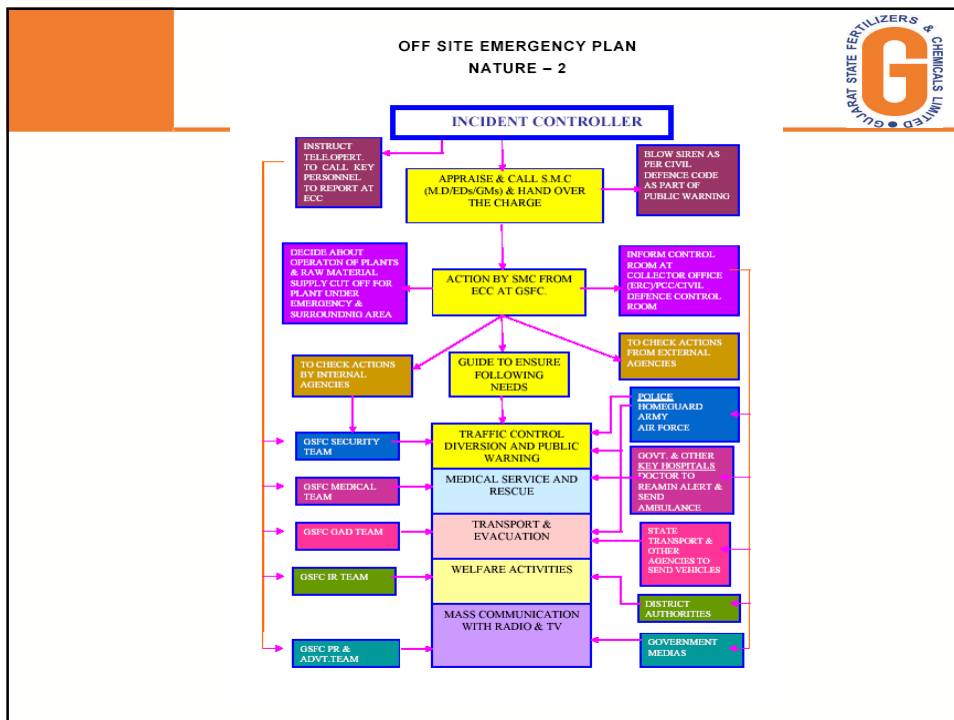 OFF SITE EMERGENCY PLAN
NATURE – 2
GUJARAT STATE FERTILIZERS & CHEMICALS LIMITED
G
INCIDENT CONTROLLER
INSTRUCT
TELE.OPERT.
TO CALL KEY
PERSONNEL
TO REPORT AT
ECC
APPRAISE & CALL S.M.C
(M.D/EDs/GMs) & HAND OVER
THE CHARGE
BLOW SIREN AS
PER CIVIL
DEFENCE CODE
AS PART OF
PUBLIC WARNING
DECIDE ABOUT
OPERATON OF PLANTS
& RAW MATERIAL
SUPPLY CUT OFF FOR
PLANT UNDER
EMERGENCY &
SURROUNDNIG AREA
ACTION BY SMC FROM
ECC AT GSFC.
INFORM CONTROL
ROOM AT
COLLECTOR OFFICE
(ERC)/PCC/CIVIL
DEFENCE CONTROL
ROOM
TO CHECK ACTIONS
BY INTERNAL
AGENCIES
GUIDE TO ENSURE
FOLLOWING
NEEDS
TO CHECK ACTIONS
FROM EXTERNAL
AGENCIES
POLICE
HOMEGUARD
ARMY
AIR FORCE
GSFC SECURITY
TEAM
TRAFFIC CONTROL
DIVERSION AND PUBLIC
WARNING
GOVT. & OTHER
KEY HOSPITALS
DOCTOR TO
REAMIN ALERT &
SEND
AMBULANCE
GSFC MEDICAL
TEAM
MEDICAL SERVICE AND
RESCUE
GSFC GAD TEAM
TRANSPORT &
EVACUATION
STATE
TRANSPORT &
OTHER
AGENCIES TO
SEND VEHICLES
GSFC IR TEAM
WELFARE ACTIVITIES
DISTRICT
AUTHORITIES
MASS COMMUNICATION
WITH RADIO & TV
GSFC PR &
ADVT.TEAM
GOVERNMENT
MEDIAS